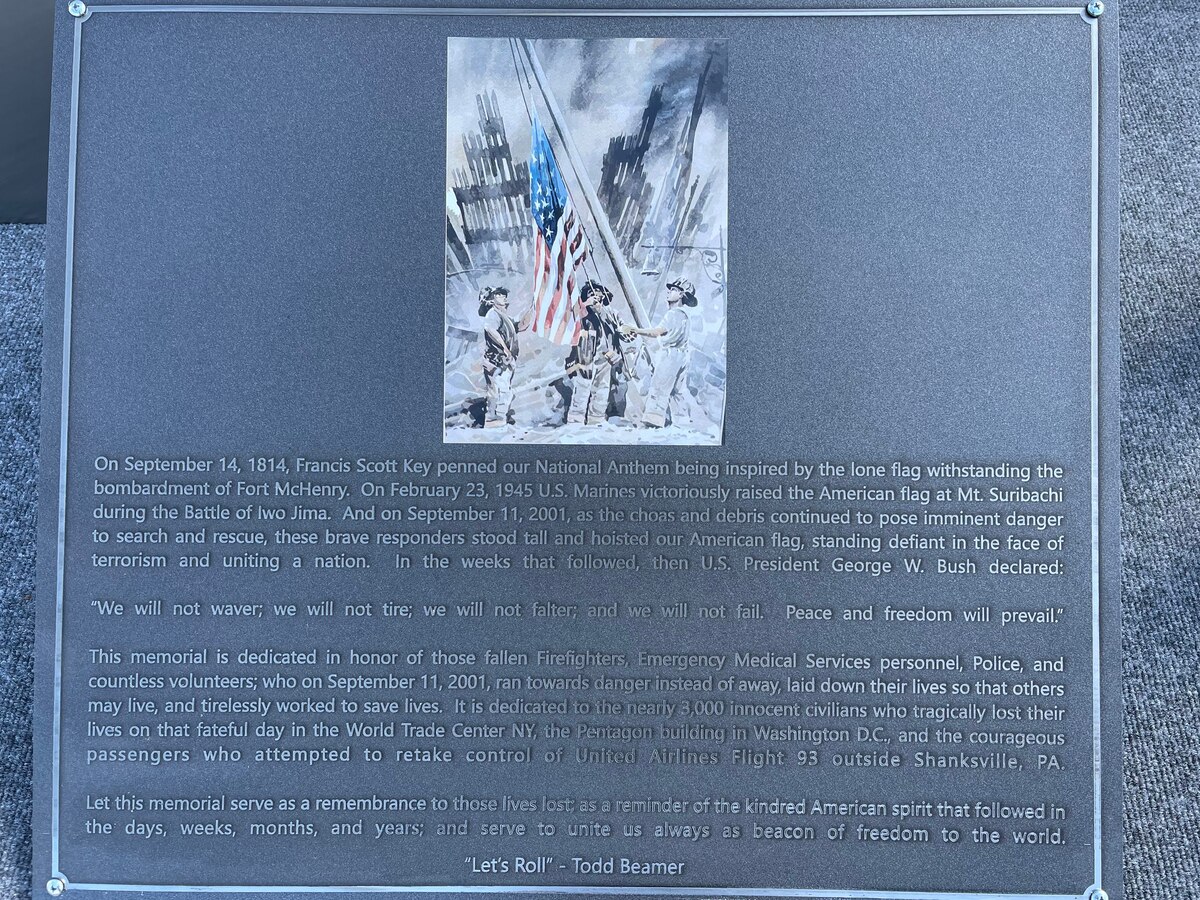 On September 14, 1814, Francis Scott Key penned our National Anthem being inspired by the lone flag withstanding the
bombardment of Fort McHenry. On February 23, 1945 U.S. Marines victoriously raised the American flag at Mt. Suribachi
during the Battle of Iwo Jima. And on September 11, 2001, as the choas and debris continued to pose imminent danger
to search and rescue, these brave responders stood tall and hoisted our American flag, standing defiant in the face of
terrorism and uniting a nation. In the weeks that followed, then U.S. President George W. Bush declared:
“We will not waver; we will not tire; we will not falter; and we will not fail. Peace and freedom will prevail.”
This memorial is dedicated in honor of those fallen Firefighters, Emergency Medical Services personnel, Police, and
countless volunteers; who on September 11, 2001, ran towards danger instead of away, laid down their lives so that others
may live, and tirelessly worked to save lives. It is dedicated to the nearly 3,000 innocent civilians who tragically lost their
lives on that fateful day in the World Trade Center NY, the Pentagon building in Washington D.C., and the courageous
passengers who attempted to retake control of United Airlines Flight 93 outside Shanksville, PA.
Let this memorial serve as a remembrance to those lives lost; as a reminder of the kindred American spirit that followed in
the days, weeks, months, and years; and serve to unite us always as beacon of freedom to the world.
“Let’s Roll” - Todd Beamer